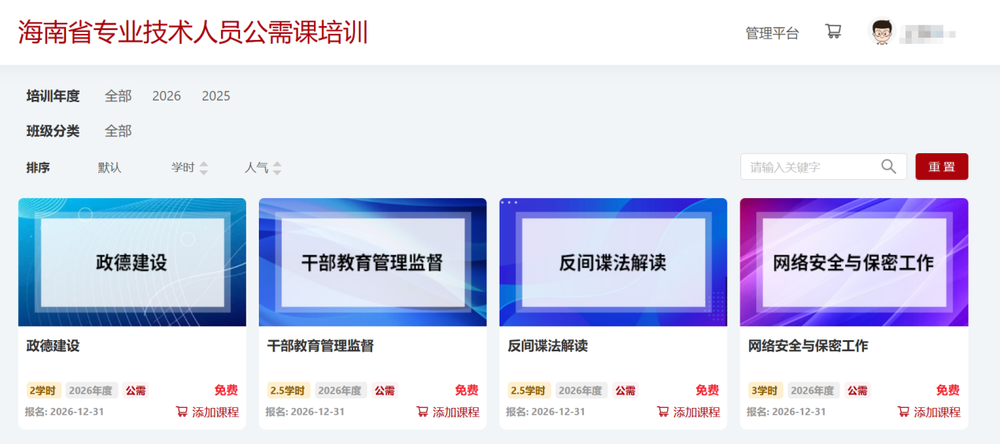 海南省专业技术人员公需课培训
管理平台
培训年度 全部 2026 2025
班级分类 全部
排序 默认 学时 人气
请输入关键字 重置
政德建设
干部教育管理监督
反间谍法解读
网络安全与保密工作
政德建设
2学时 2026年度 公需 免费
报名: 2026-12-31 添加课程
干部教育管理监督
2.5学时 2026年度 公需 免费
报名: 2026-12-31 添加课程
反间谍法解读
2.5学时 2026年度 公需 免费
报名: 2026-12-31 添加课程
网络安全与保密工作
3学时 2026年度 公需 免费
报名: 2026-12-31 添加课程